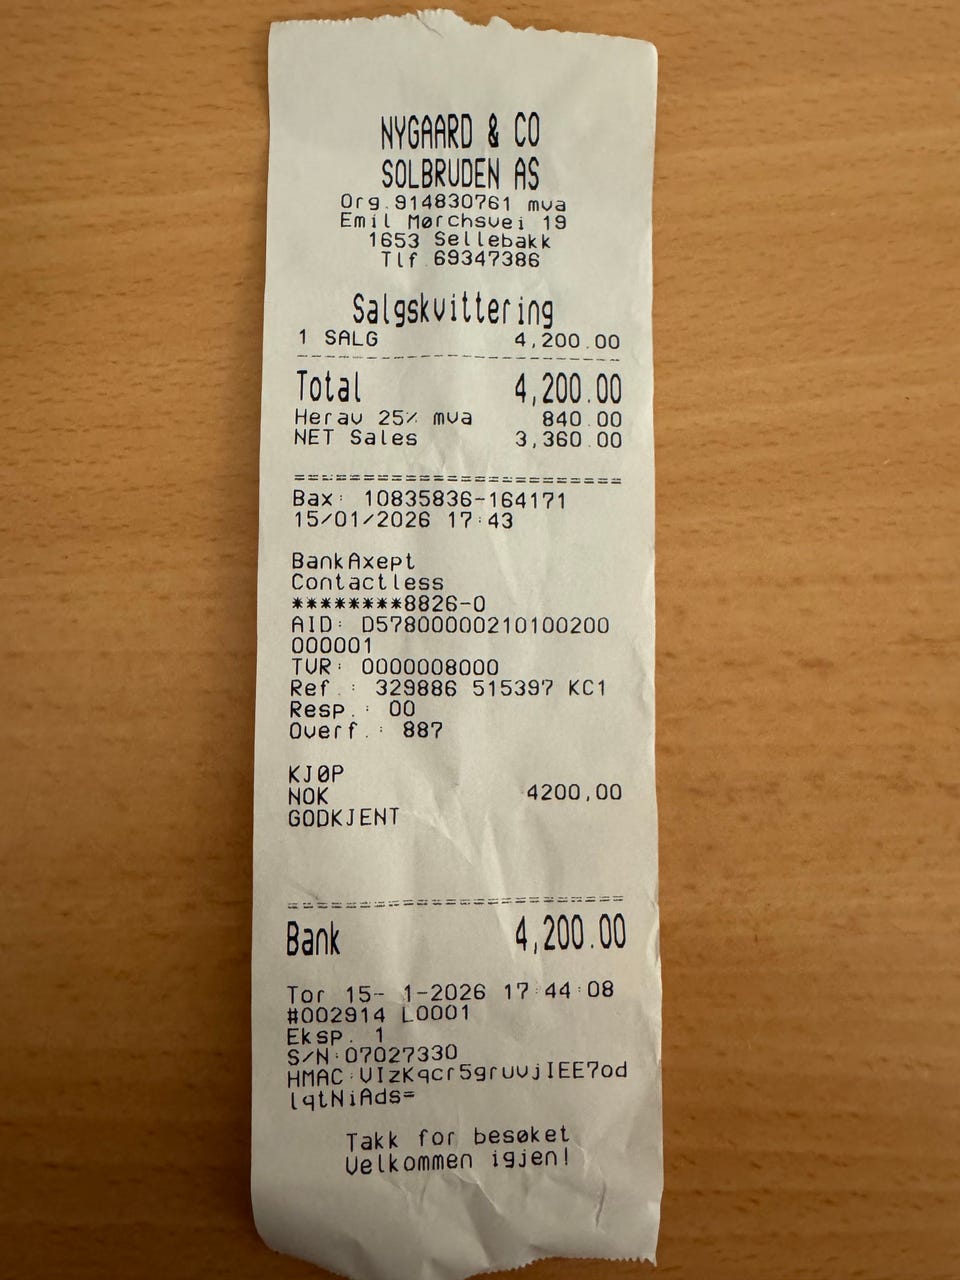 NYGAARD & CO
SOLBRUDEN AS
Org.914830761 mva
Emil Mørchsvei 19
1653 Sellebakk
Tlf.69347386
Salgskvittering
1 SALG 4,200.00
Total 4,200.00
Herav 25% mva 840.00
NET Sales 3,360.00
Bax: 10835836-164171
15/01/2026 17:43
BankAxept
Contactless
********8826-0
AID: D57800000210100200
000001
TVR: 0000008000
Ref.: 329886 515397 KC1
Resp.: 00
Overf.: 887
KJØP
NOK 4200,00
GODKJENT
Bank 4,200.00
Tor 15- 1-2026 17:44:08
#002914 L0001
Eksp. 1
S/N:07027330
HMAC:VIzKqcr5gruvjIEE7od
lqtNiAds=
Takk for besøket
Velkommen igjen!